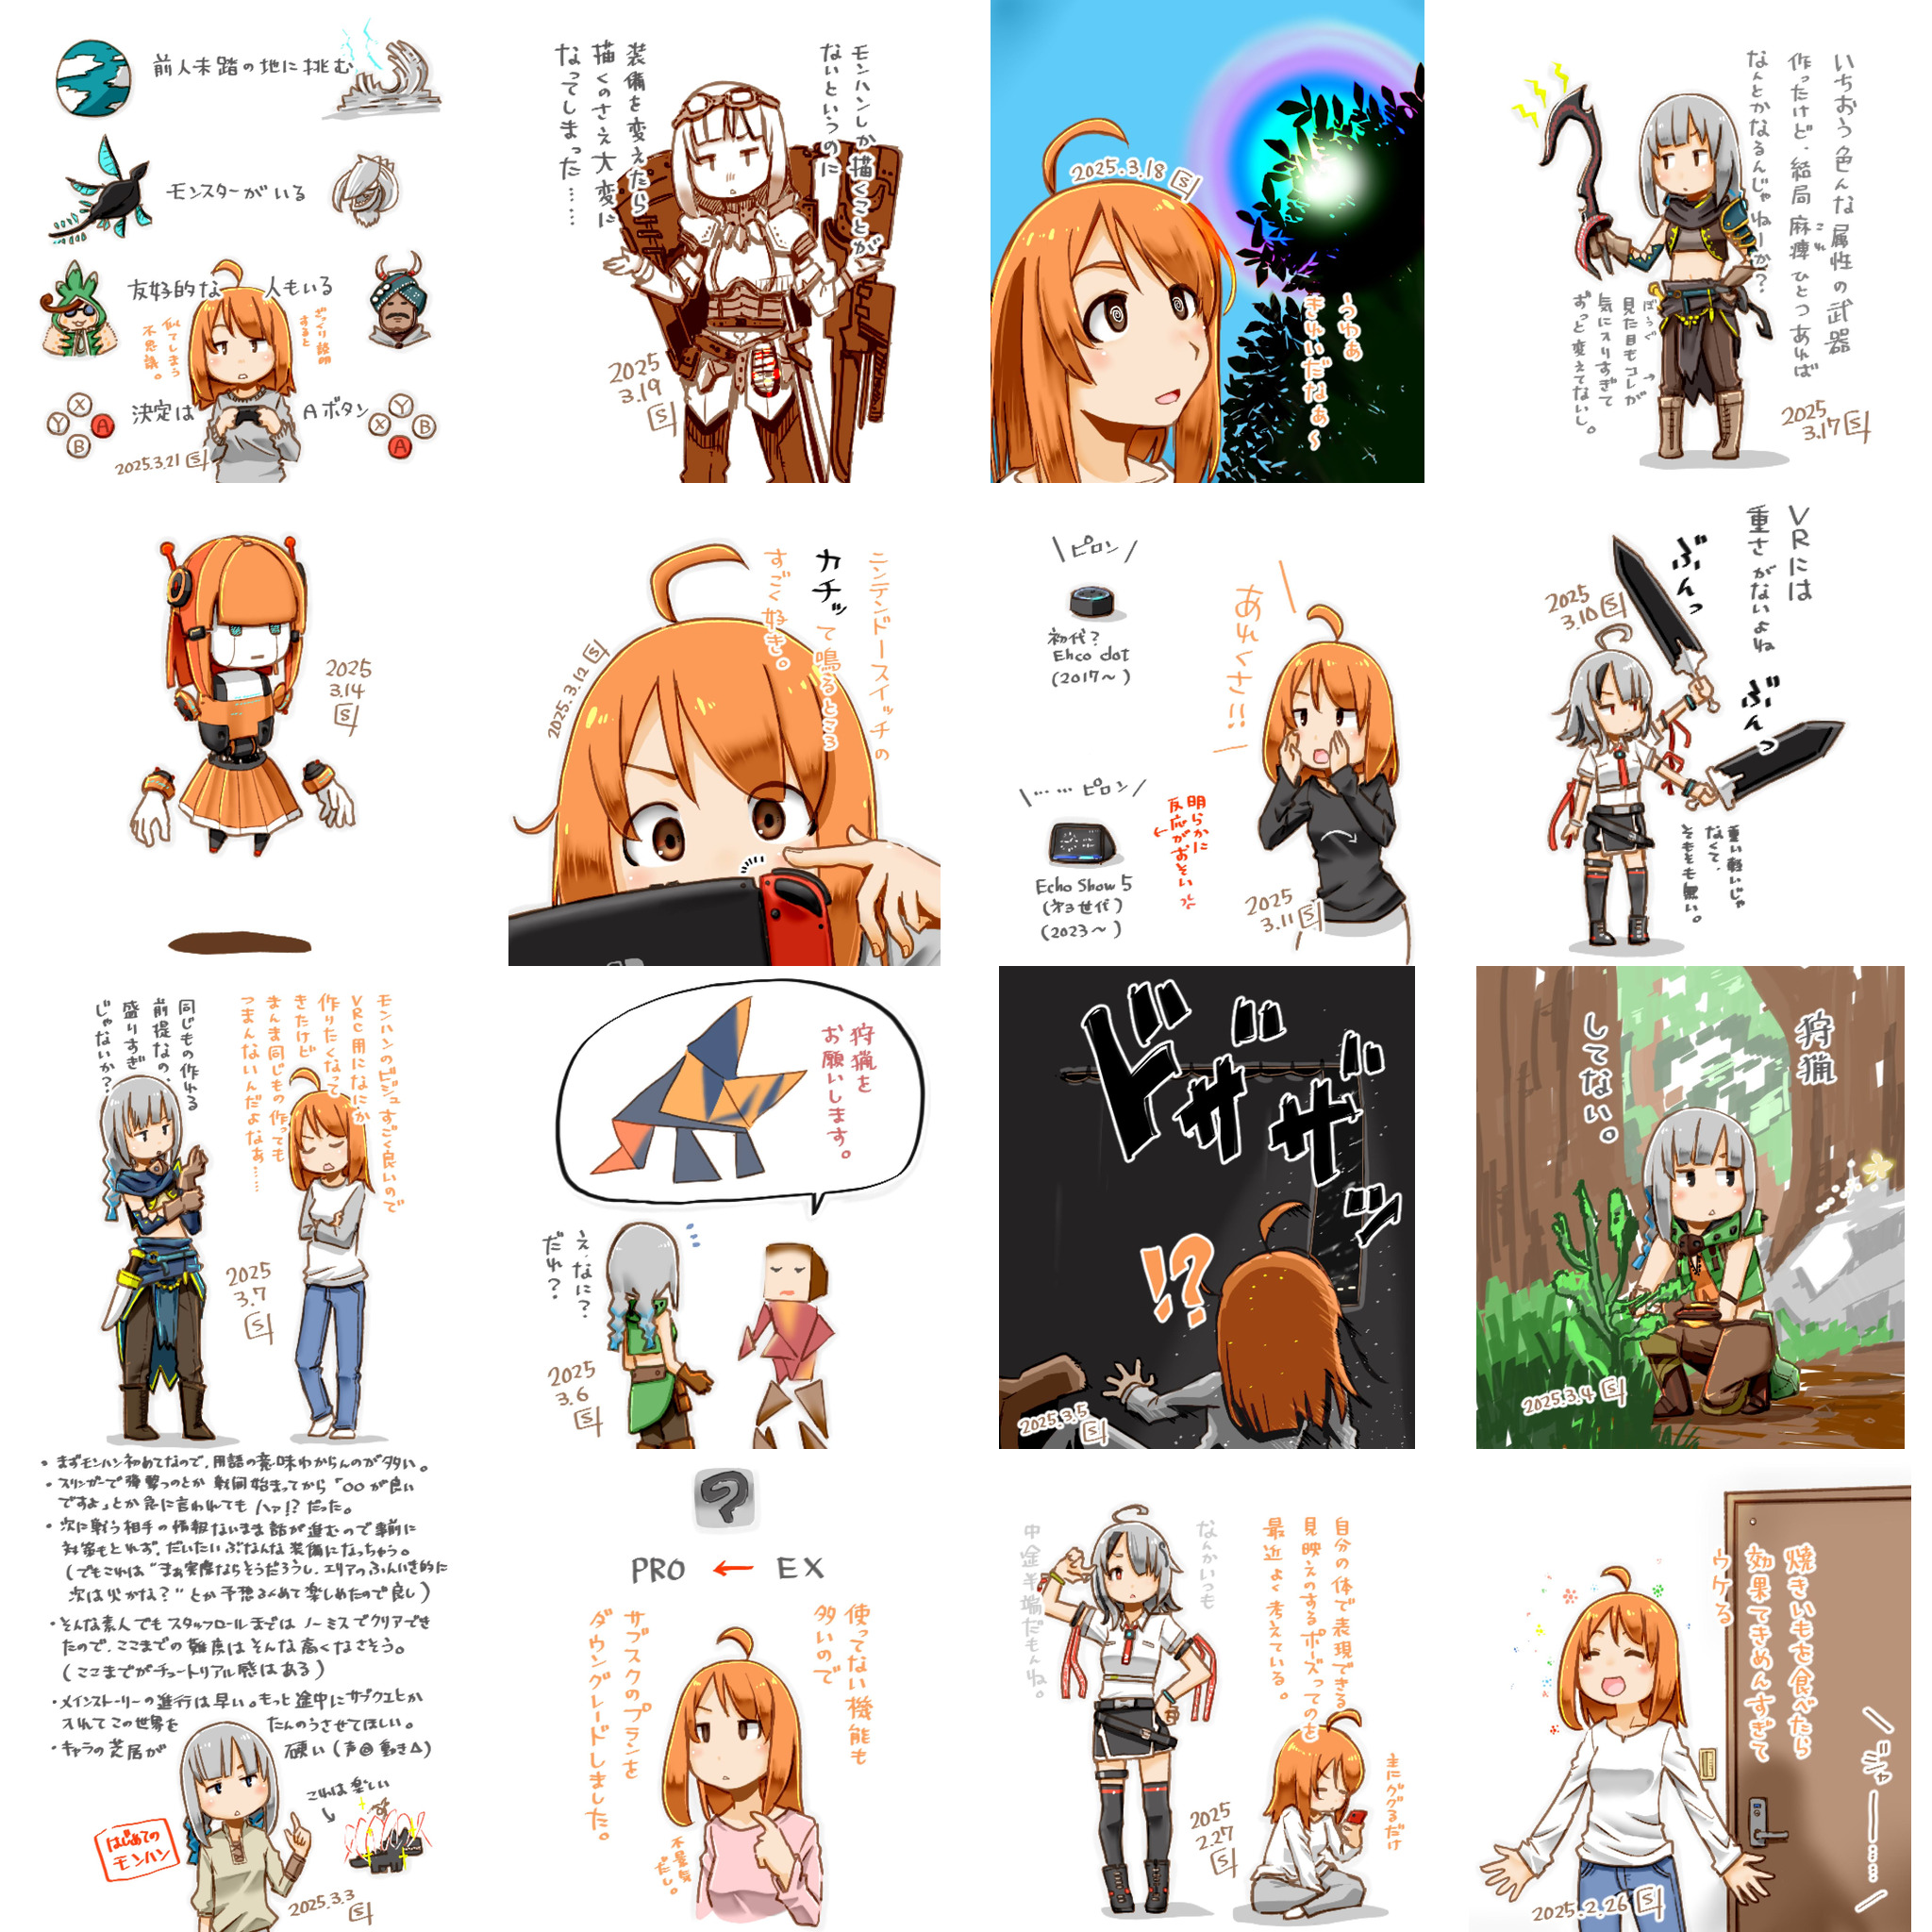 前人未踏の地に挑む
モンスターがいる
友好的な 人もいる
ざっくり説明
すると
似てしまう
不思議。
決定は Aボタン
X
Y
A
B
Y
X
B
A
2025.3.21 S
モンハンしか描くことが
ないというのに
装備を変えたら
描くのさえ大変に
なってしまった……
2025
3.19
S
2025.3.18 S
うわぁ
きれいだなぁ〜
いちおう色んな属性の武器
作ったけど、結局麻痺ひとつあれば
これ
なんとかなるんじゃねーか?
ぼうぐ
見た目もコレが
気に入りすぎて
ずっと変えてないし。
2025
3.17 S
2025
3.14
S
ニンテンドースイッチの
カチッて鳴るところ
すごく好き。
2025.3.12 S
\ピロン/
初代?
Ehco dot
(2017〜)
あれくさ!!
\……ピロン/
Echo Show 5
(第3世代)
(2023〜)
明らかに
反応がおそい
2025
3.11 S
VRには
重さがないよね
ぶんっ
ぶんっ
重い軽いじゃ
なくて、
そもそも無い。
2025
3.10 S
モンハンのビジュすごく良いので
VRC用になにか
作りたくなって
きたけど
まんま同じもの作っても
つまんないんだよなぁ……
同じもの作れる
前提なの、
盛りすぎ
じゃないか?
2025
3.7
S
狩猟を
お願いします。
え、なに?
だれ?
2025
3.6
S
ドザザザッ
!?
2025.3.5
S
狩猟
してない。
2025.3.4 S
・まずモンハン初めてなので、用語の意味わからんのが多い。
・スリンガーで弾撃つのとか 戦闘始まってから「○○が良い
ですよ」とか急に言われても ハァ!? だった。
・次に戦う相手の情報ないまま話が進むので事前に
対策もとれず、だいたいぶなんな装備になっちゃう。
(でもこれは "まぁ実際ならそうだろうし、エリアのふんいき的に
次は火かな?" とか予想含めて楽しめたので良し)
・そんな素人でもスタッフロールまではノーミスでクリアでき
たので、ここまでの難度はそんな高くなさそう。
(ここまでがチュートリアル感はある)
・メインストーリーの進行は早い。もっと途中にサブクエとか
入れてこの世界を たんのうさせてほしい。
・キャラの芝居が 硬い (声◎動き△)
これは楽しい
はじめての
モンハン
2025.3.3
S
?
PRO ← EX
使ってない機能も
多いので
サブスクのプランを
ダウングレードしました。
不景気
だし。
自分の体で表現できる
見映えのするポーズってのを
最近よく考えている。
なんかいつも
中途半端だもんね。
主にググるだけ
2025
2.27
S
焼きいもを食べたら
効果てきめんすぎて
ウケる
\ジャーー……/
2025.2.26 S